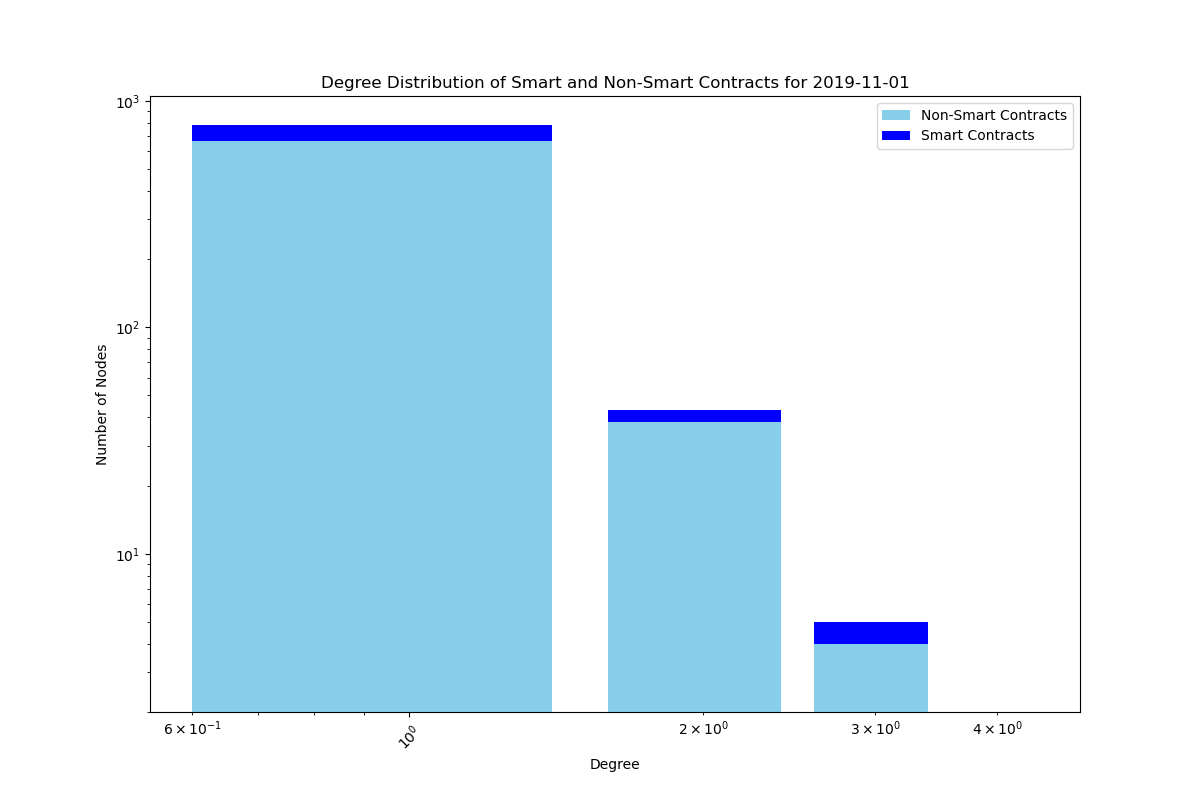 Degree Distribution of Smart and Non-Smart Contracts for 2019-11-01
Non-Smart Contracts
Smart Contracts
Number of Nodes
10³
10²
10¹
6 × 10⁻¹
10⁰
2 × 10⁰
3 × 10⁰
4 × 10⁰
Degree